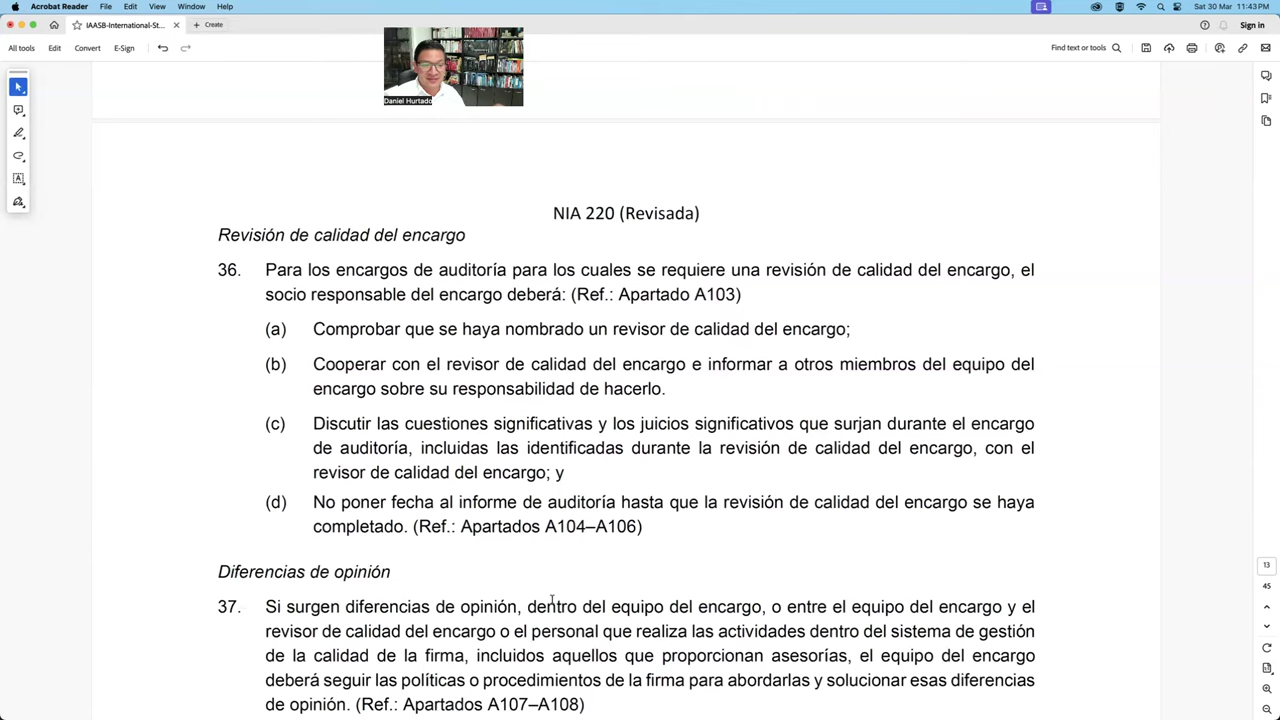 Acrobat Reader File Edit View Window Help Sat 30 Mar 11:43PM
IAASB-International-St... Create Sign in
All tools Edit Convert E-Sign Find text or tools
Daniel Hurtado
NIA 220 (Revisada)
Revisión de calidad del encargo
36. Para los encargos de auditoría para los cuales se requiere una revisión de calidad del encargo, el
socio responsable del encargo deberá: (Ref.: Apartado A103)
(a) Comprobar que se haya nombrado un revisor de calidad del encargo;
(b) Cooperar con el revisor de calidad del encargo e informar a otros miembros del equipo del
encargo sobre su responsabilidad de hacerlo.
(c) Discutir las cuestiones significativas y los juicios significativos que surjan durante el encargo
de auditoría, incluidas las identificadas durante la revisión de calidad del encargo, con el
revisor de calidad del encargo; y
(d) No poner fecha al informe de auditoría hasta que la revisión de calidad del encargo se haya
completado. (Ref.: Apartados A104–A106)
Diferencias de opinión
37. Si surgen diferencias de opinión, dentro del equipo del encargo, o entre el equipo del encargo y el
revisor de calidad del encargo o el personal que realiza las actividades dentro del sistema de gestión
de la calidad de la firma, incluidos aquellos que proporcionan asesorías, el equipo del encargo
deberá seguir las políticas o procedimientos de la firma para abordarlas y solucionar esas diferencias
de opinión. (Ref.: Apartados A107–A108)
13
45